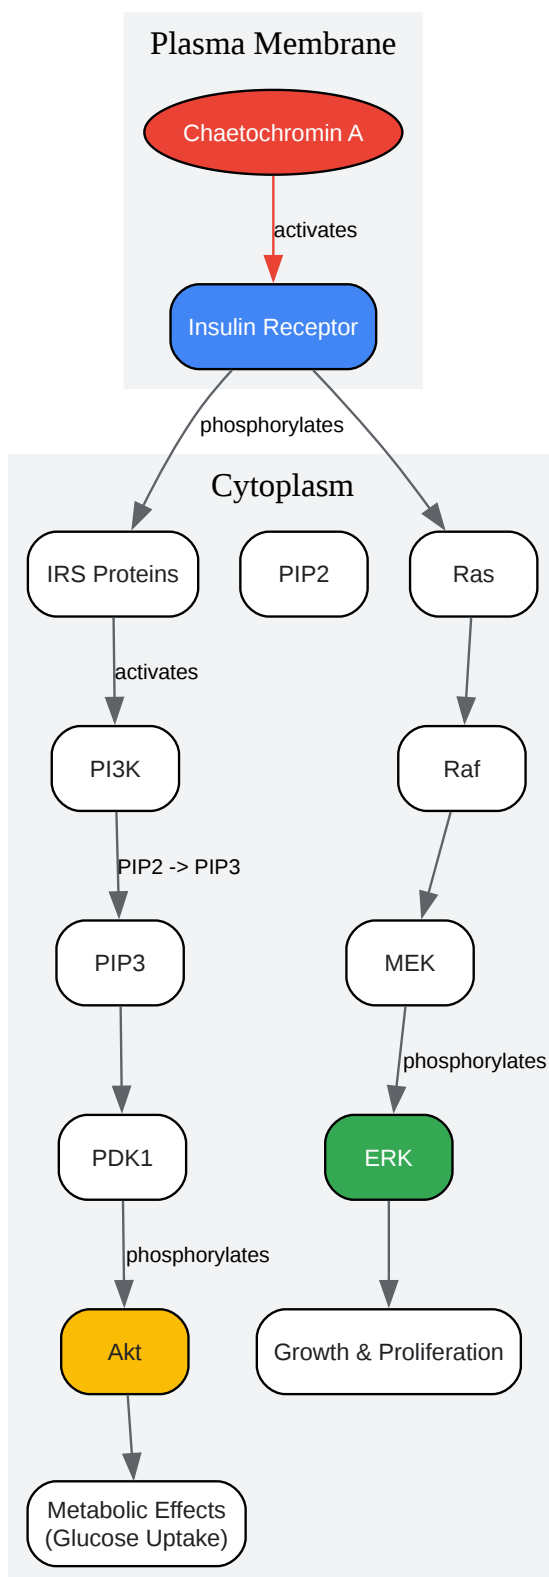 Plasma Membrane
Chaetochromin A
activates
Insulin Receptor
phosphorylates
Cytoplasm
IRS Proteins
PIP2
Ras
activates
PI3K
Raf
PIP2 -> PIP3
PIP3
MEK
phosphorylates
PDK1
ERK
phosphorylates
Akt
Growth & Proliferation
Metabolic Effects
(Glucose Uptake)